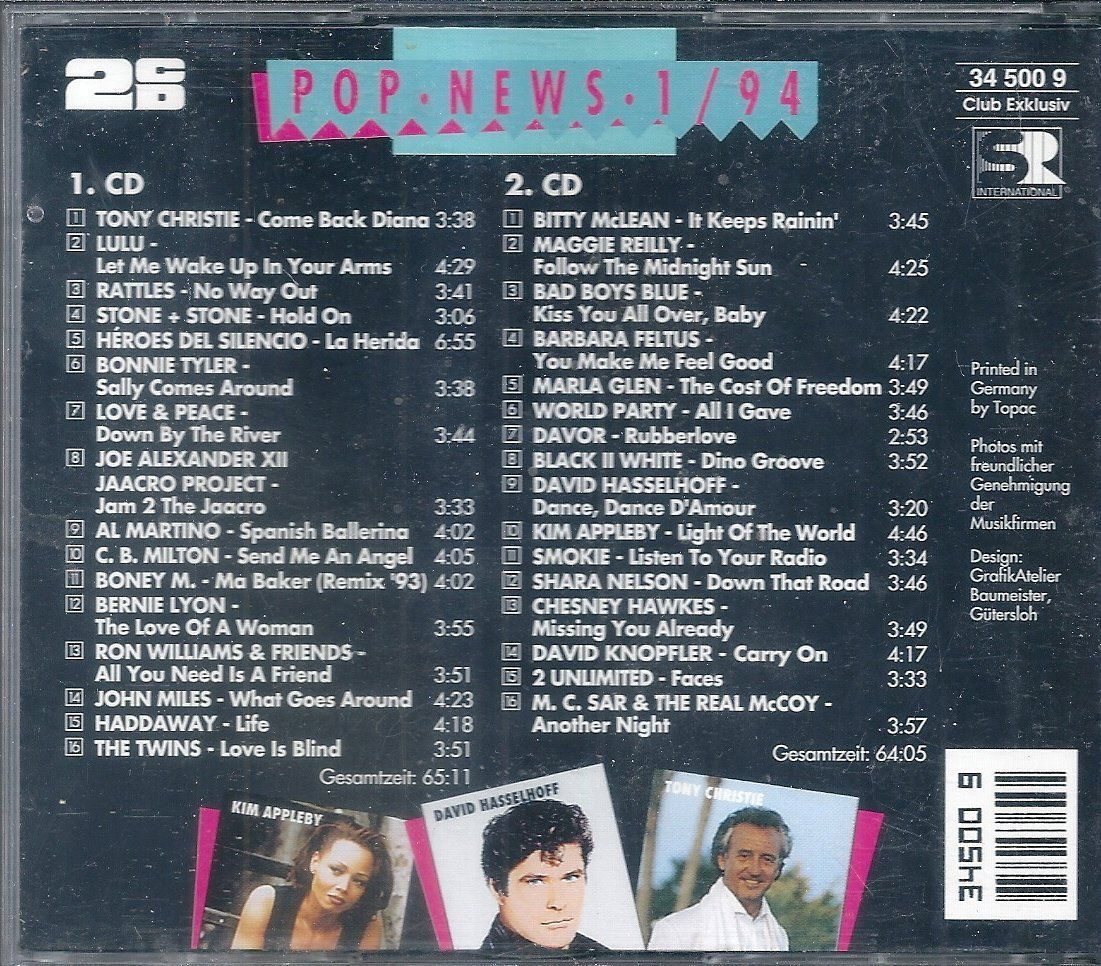 2CD
POP·NEWS·1/94
34 500 9
Club Exklusiv
SR
INTERNATIONAL®
1. CD
1 TONY CHRISTIE - Come Back Diana 3:38
2 LULU -
Let Me Wake Up In Your Arms 4:29
3 RATTLES - No Way Out 3:41
4 STONE + STONE - Hold On 3:06
5 HÉROES DEL SILENCIO - La Herida 6:55
6 BONNIE TYLER -
Sally Comes Around 3:38
7 LOVE & PEACE -
Down By The River 3:44
8 JOE ALEXANDER XII
JAACRO PROJECT -
Jam 2 The Jaacro 3:33
9 AL MARTINO - Spanish Ballerina 4:02
10 C. B. MILTON - Send Me An Angel 4:05
11 BONEY M. - Ma Baker (Remix '93) 4:02
12 BERNIE LYON -
The Love Of A Woman 3:55
13 RON WILLIAMS & FRIENDS -
All You Need Is A Friend 3:51
14 JOHN MILES - What Goes Around 4:23
15 HADDAWAY - Life 4:18
16 THE TWINS - Love Is Blind 3:51
Gesamtzeit: 65:11
2. CD
1 BITTY McLEAN - It Keeps Rainin' 3:45
2 MAGGIE REILLY -
Follow The Midnight Sun 4:25
3 BAD BOYS BLUE -
Kiss You All Over, Baby 4:22
4 BARBARA FELTUS -
You Make Me Feel Good 4:17
5 MARLA GLEN - The Cost Of Freedom 3:49
6 WORLD PARTY - All I Gave 3:46
7 DAVOR - Rubberlove 2:53
8 BLACK II WHITE - Dino Groove 3:52
9 DAVID HASSELHOFF -
Dance, Dance D'Amour 3:20
10 KIM APPLEBY - Light Of The World 4:46
11 SMOKIE - Listen To Your Radio 3:34
12 SHARA NELSON - Down That Road 3:46
13 CHESNEY HAWKES -
Missing You Already 3:49
14 DAVID KNOPFLER - Carry On 4:17
15 2 UNLIMITED - Faces 3:33
16 M. C. SAR & THE REAL McCOY -
Another Night 3:57
Gesamtzeit: 64:05
Printed in
Germany
by Topac
Photos mit
freundlicher
Genehmigung
der
Musikfirmen
Design:
GrafikAtelier
Baumeister,
Gütersloh
KIM APPLEBY
DAVID HASSELHOFF
TONY CHRISTIE
34500 9